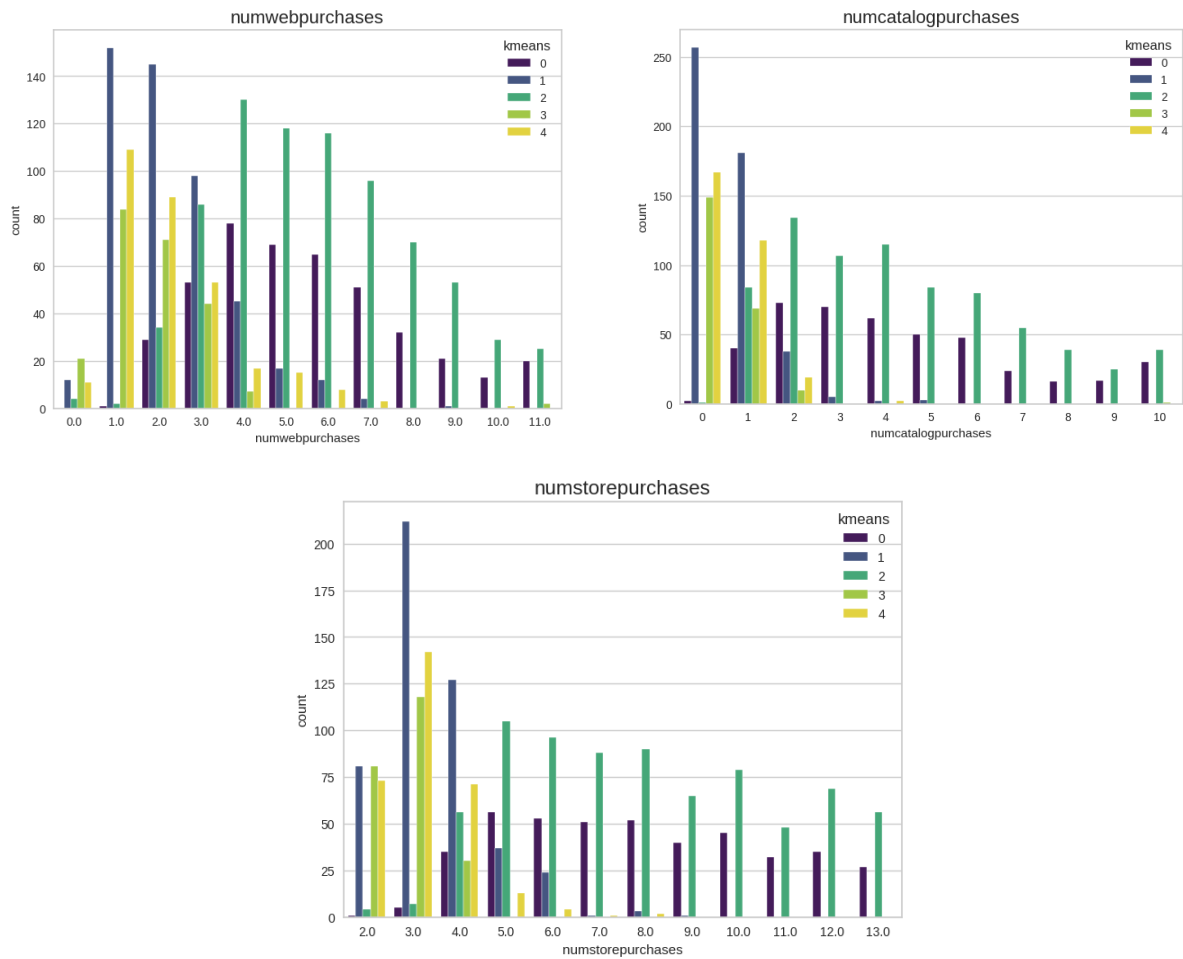 numwebpurchases
kmeans
0
1
2
3
4
140
120
100
80
60
40
20
0
count
0.0 1.0 2.0 3.0 4.0 5.0 6.0 7.0 8.0 9.0 10.0 11.0
numwebpurchases
numcatalogpurchases
kmeans
0
1
2
3
4
250
200
150
100
50
0
count
0 1 2 3 4 5 6 7 8 9 10
numcatalogpurchases
numstorepurchases
kmeans
0
1
2
3
4
200
175
150
125
100
75
50
25
0
count
2.0 3.0 4.0 5.0 6.0 7.0 8.0 9.0 10.0 11.0 12.0 13.0
numstorepurchases